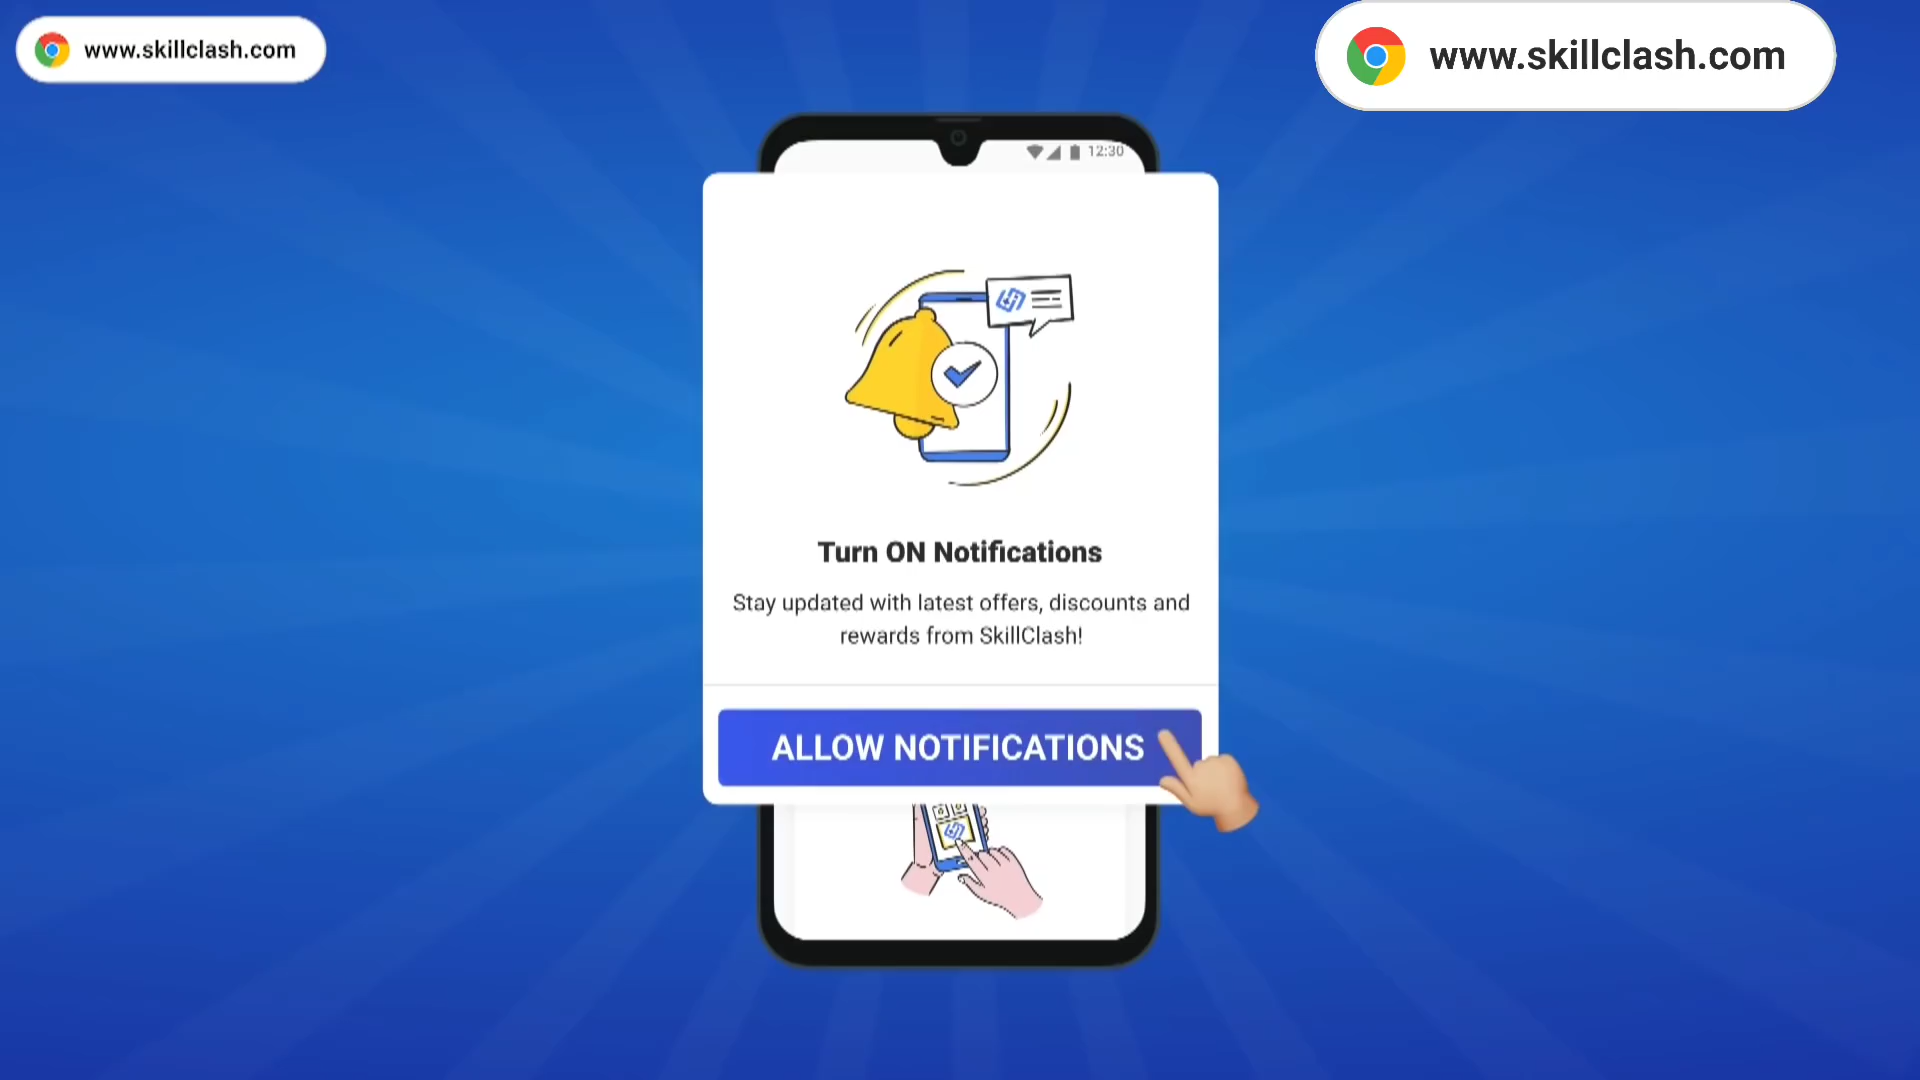 www.skillclash.com
www.skillclash.com
12:30
Turn ON Notifications
Stay updated with latest offers, discounts and
rewards from SkillClash!
ALLOW NOTIFICATIONS